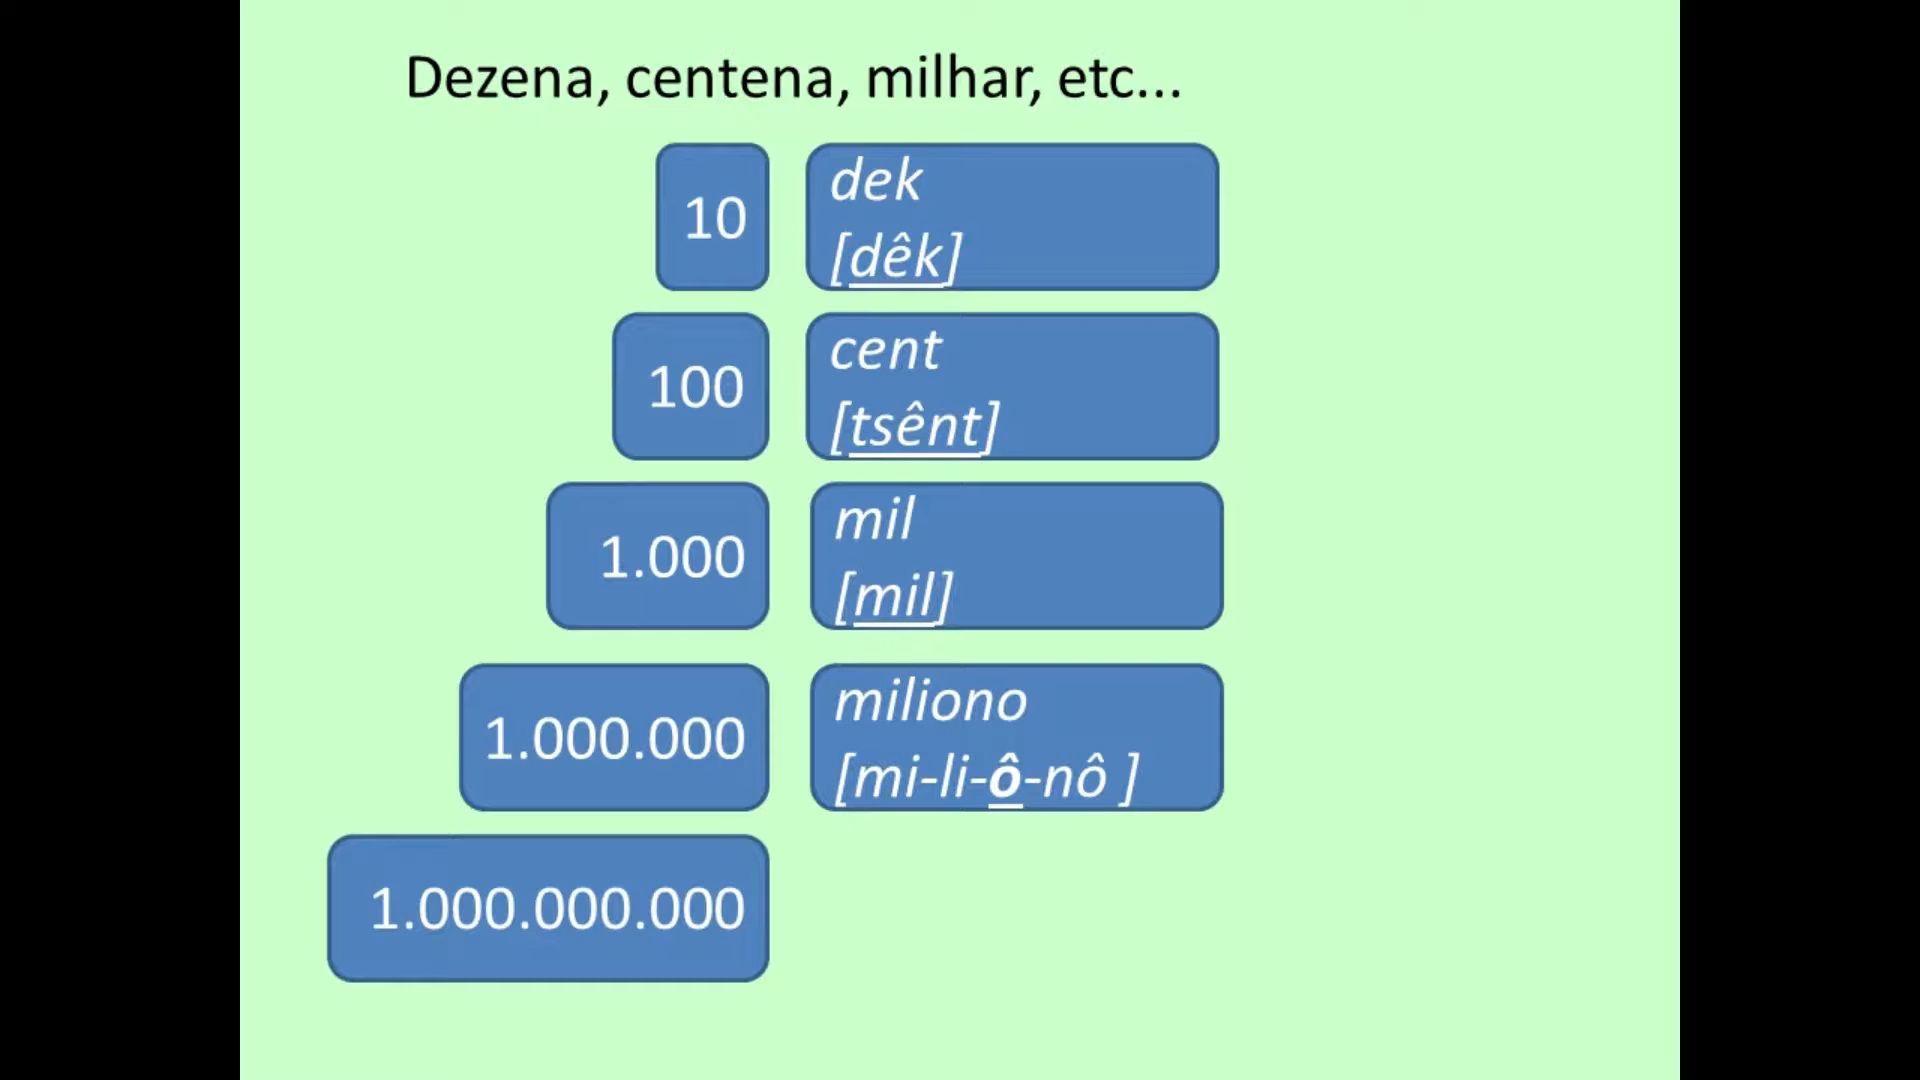 Dezena, centena, milhar, etc...
10
dek
[dêk]
100
cent
[tsênt]
1.000
mil
[mil]
1.000.000
miliono
[mi-li-ô-nô ]
1.000.000.000